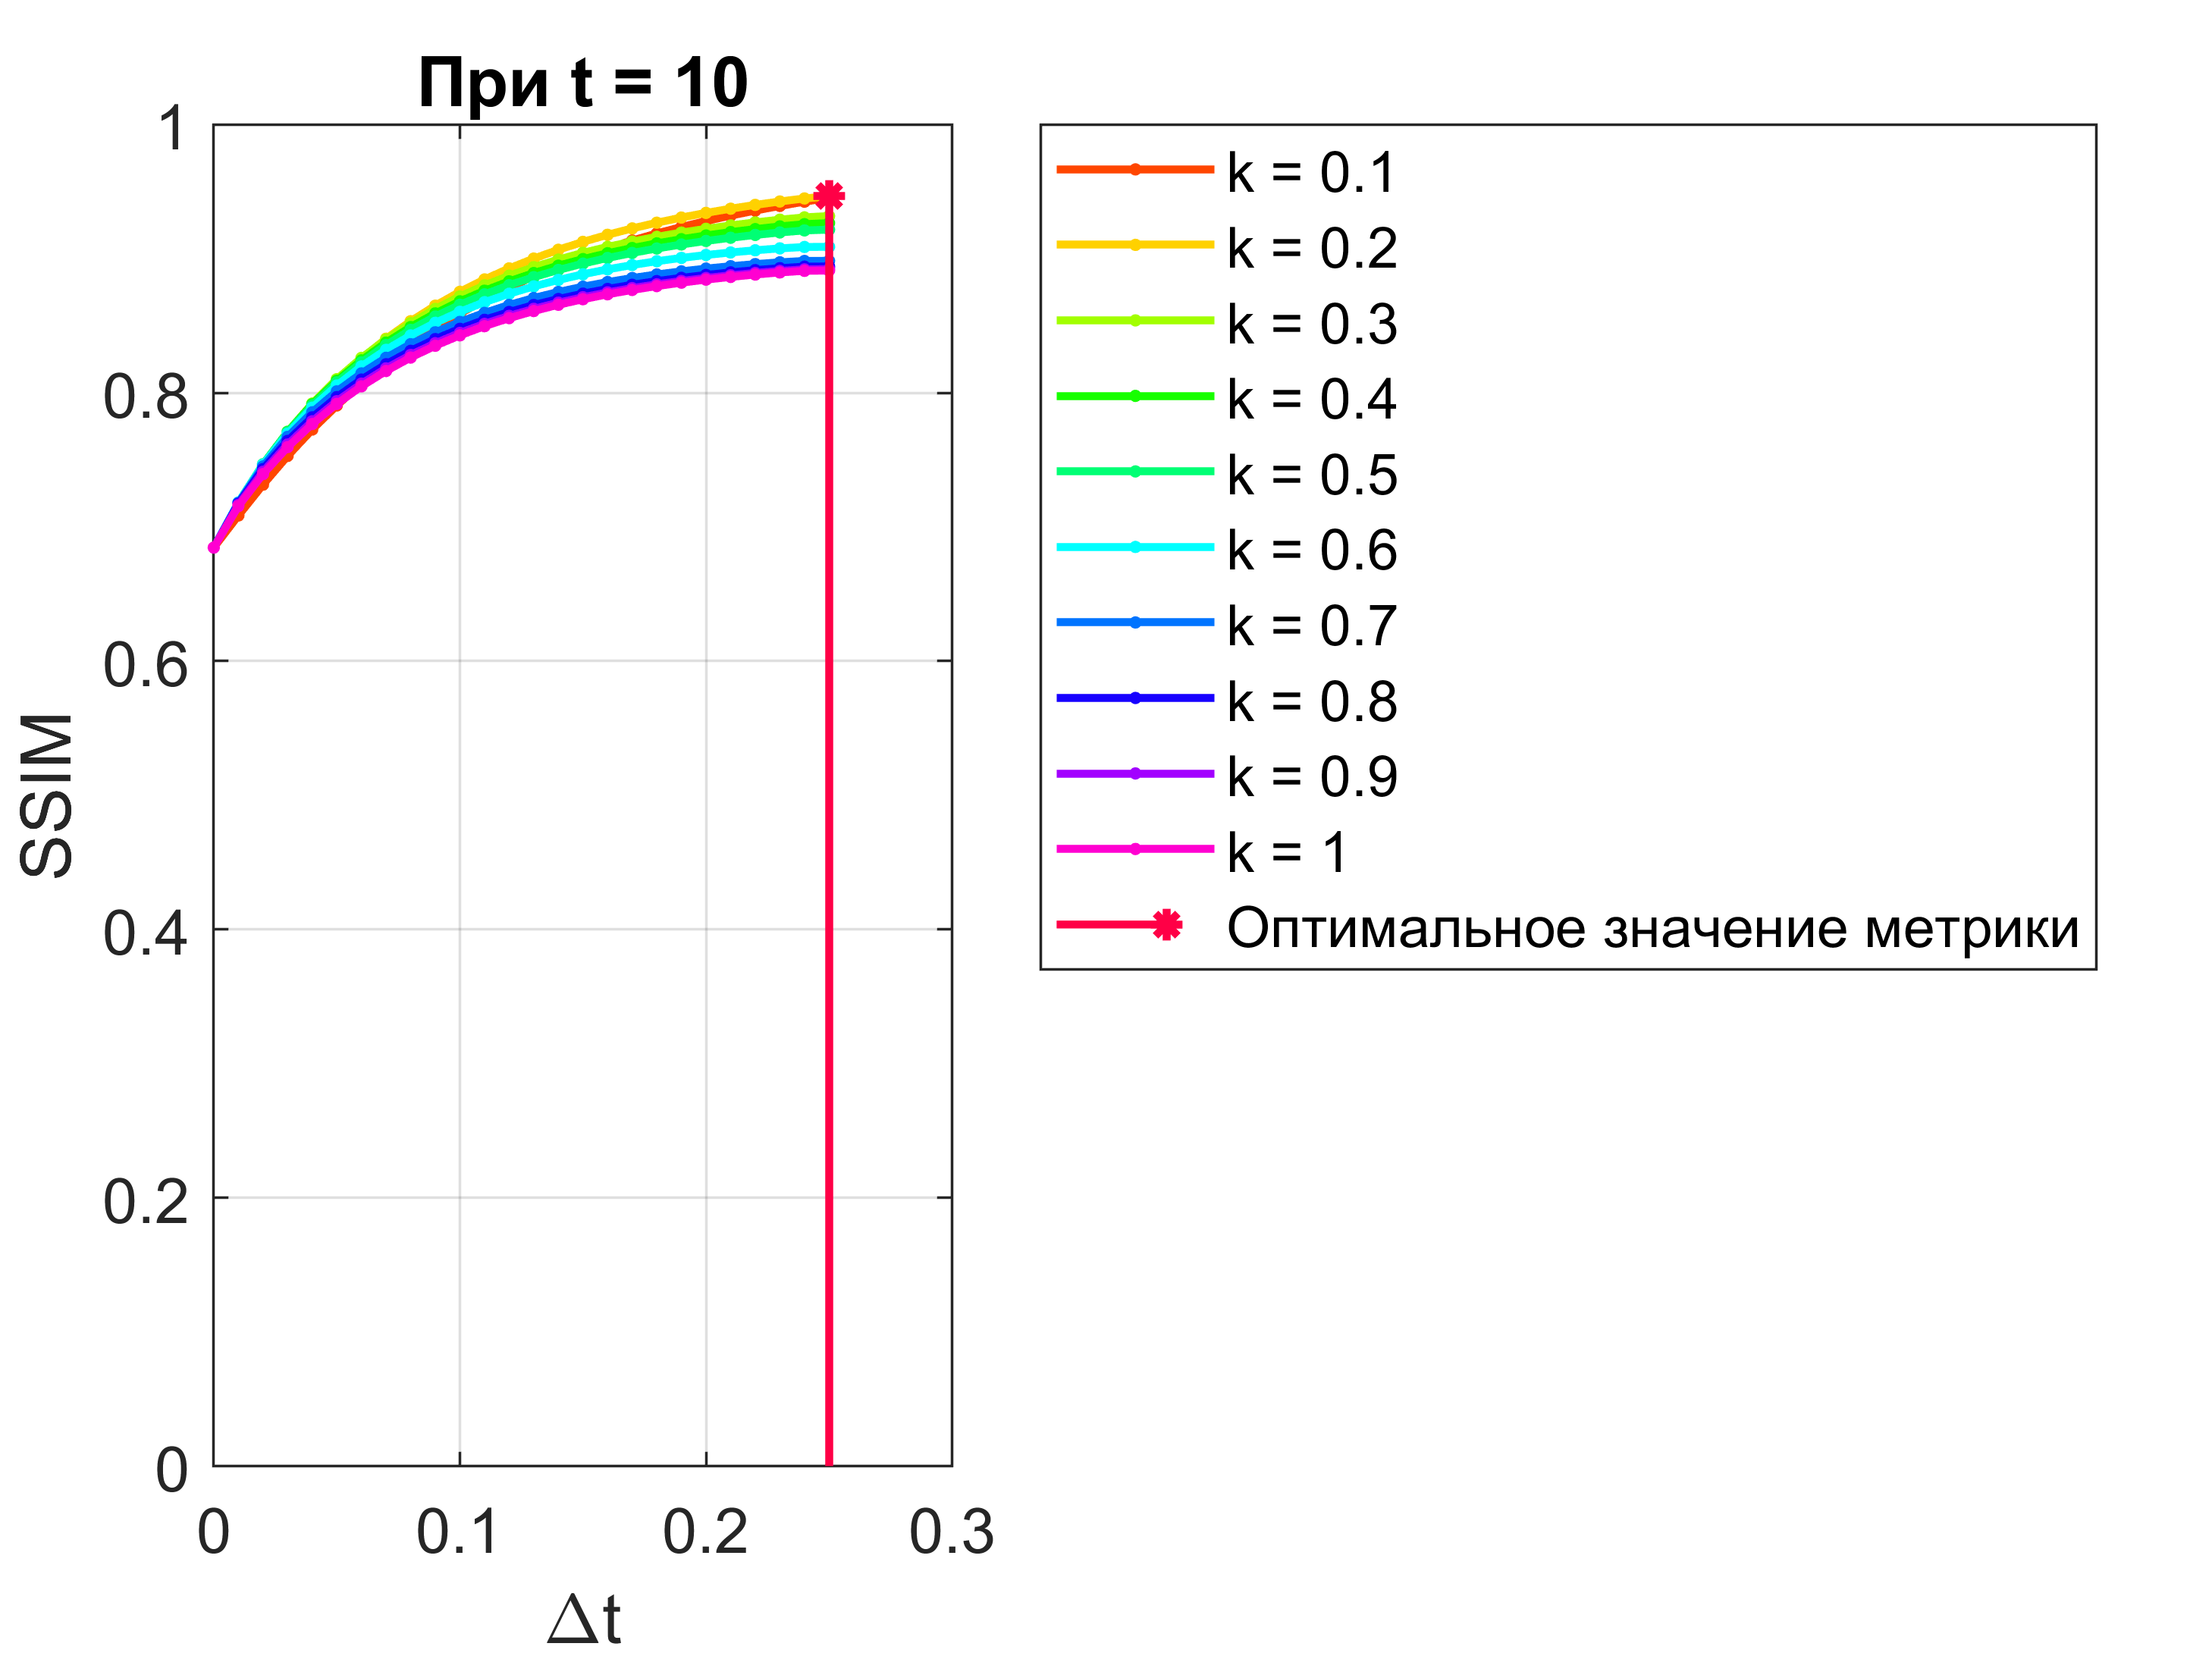 При t = 10
1
0.8
0.6
0.4
0.2
0
SSIM
0 0.1 0.2 0.3
Δt
k = 0.1
k = 0.2
k = 0.3
k = 0.4
k = 0.5
k = 0.6
k = 0.7
k = 0.8
k = 0.9
k = 1
Оптимальное значение метрики